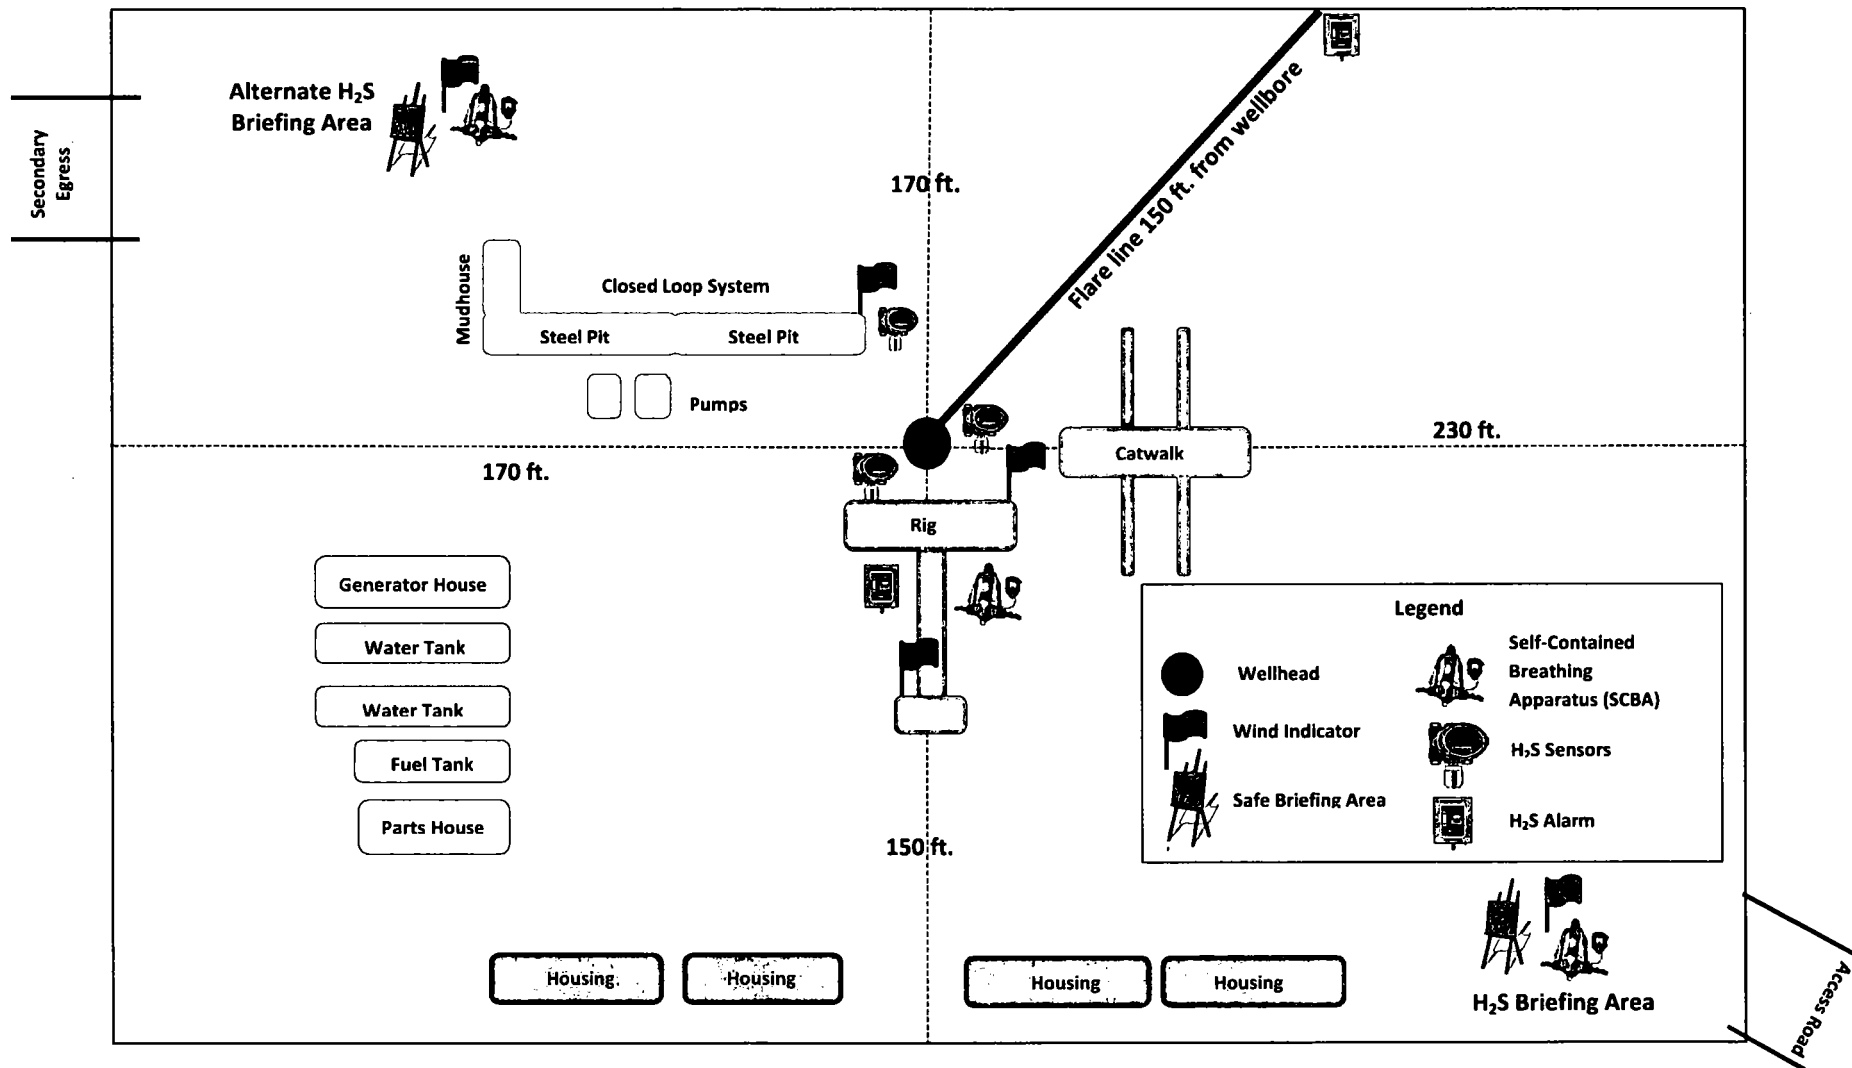 Alternate H₂S
Briefing Area
Secondary
Egress
170 ft.
Flare line 150 ft. from wellbore
Mudhouse
Closed Loop System
Steel Pit
Steel Pit
Pumps
230 ft.
Catwalk
170 ft.
Rig
Generator House
Water Tank
Water Tank
Fuel Tank
Parts House
Legend
Wellhead
Wind Indicator
Safe Briefing Area
Self-Contained
Breathing
Apparatus (SCBA)
H₂S Sensors
H₂S Alarm
150 ft.
Housing
Housing
Housing
Housing
H₂S Briefing Area
Access Road